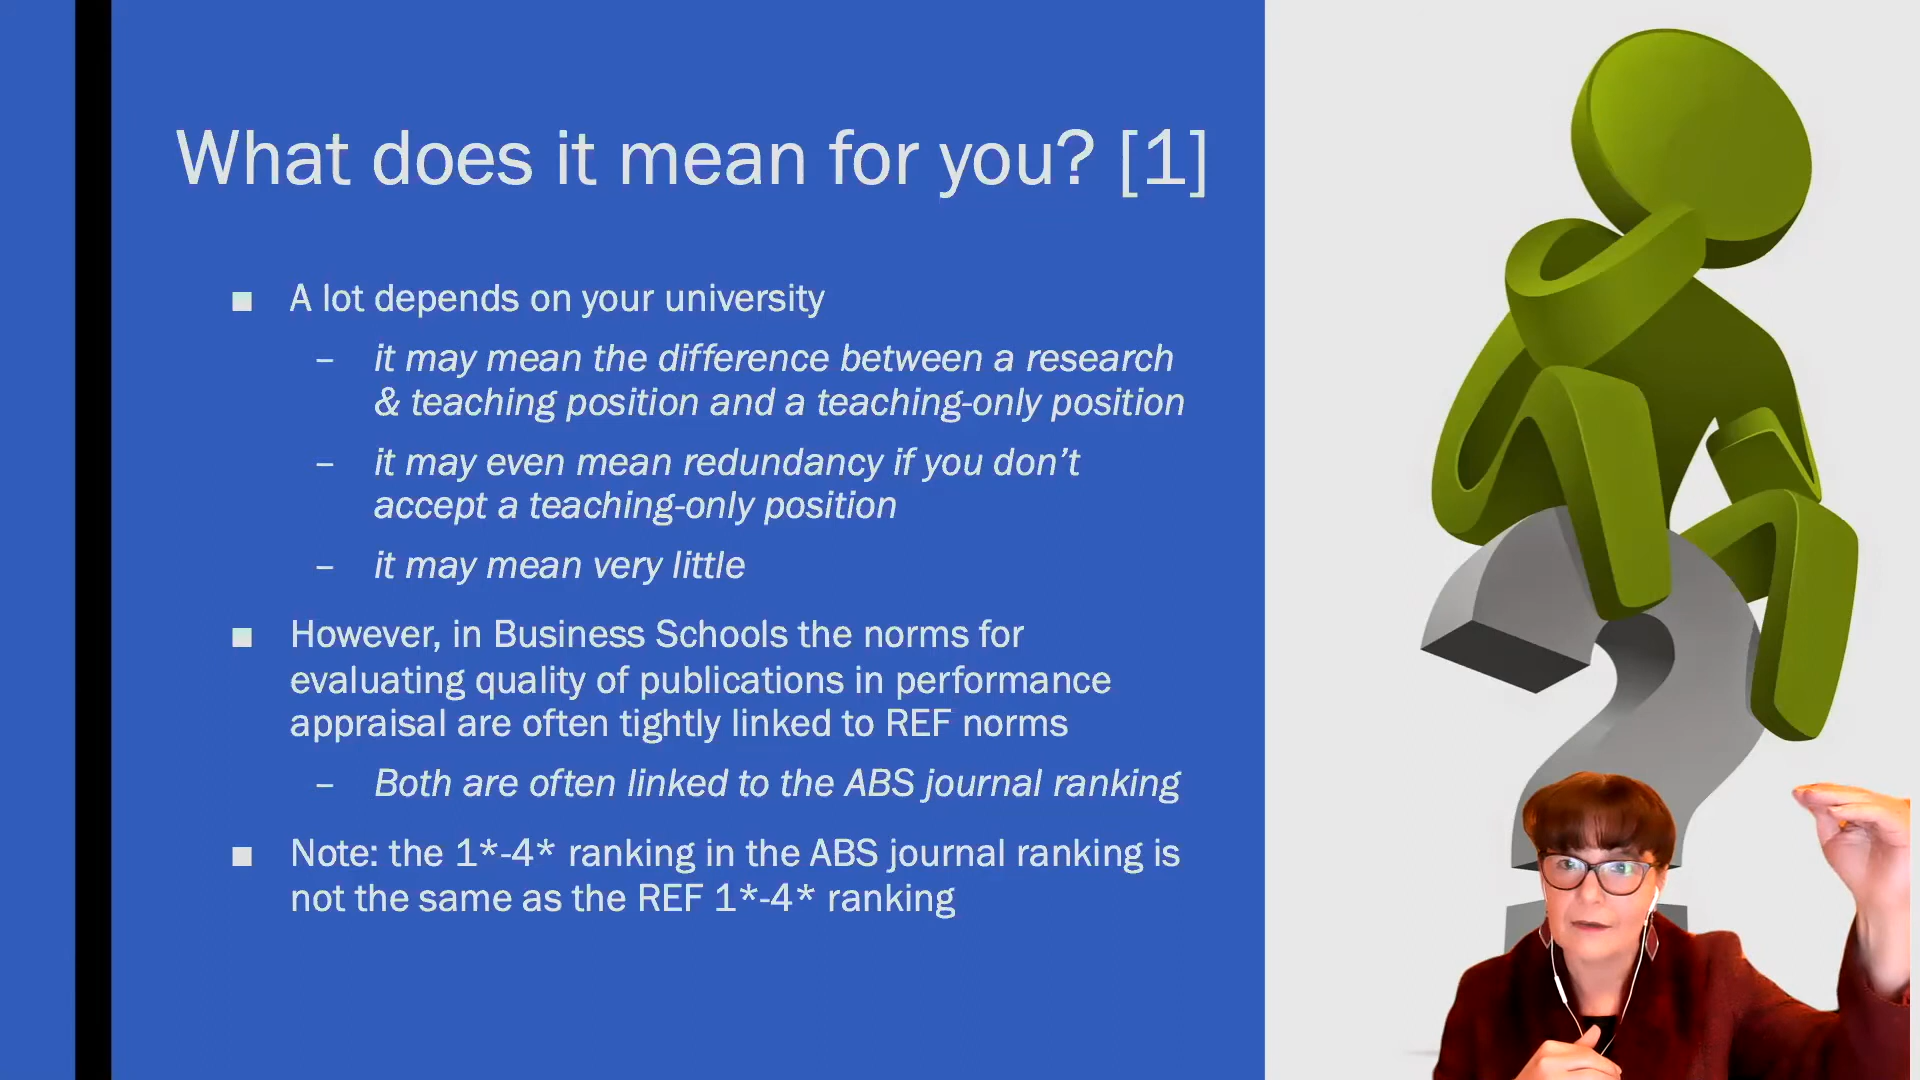 What does it mean for you? [1]
■ A lot depends on your university
– it may mean the difference between a research
& teaching position and a teaching-only position
– it may even mean redundancy if you don’t
accept a teaching-only position
– it may mean very little
■ However, in Business Schools the norms for
evaluating quality of publications in performance
appraisal are often tightly linked to REF norms
– Both are often linked to the ABS journal ranking
■ Note: the 1*-4* ranking in the ABS journal ranking is
not the same as the REF 1*-4* ranking